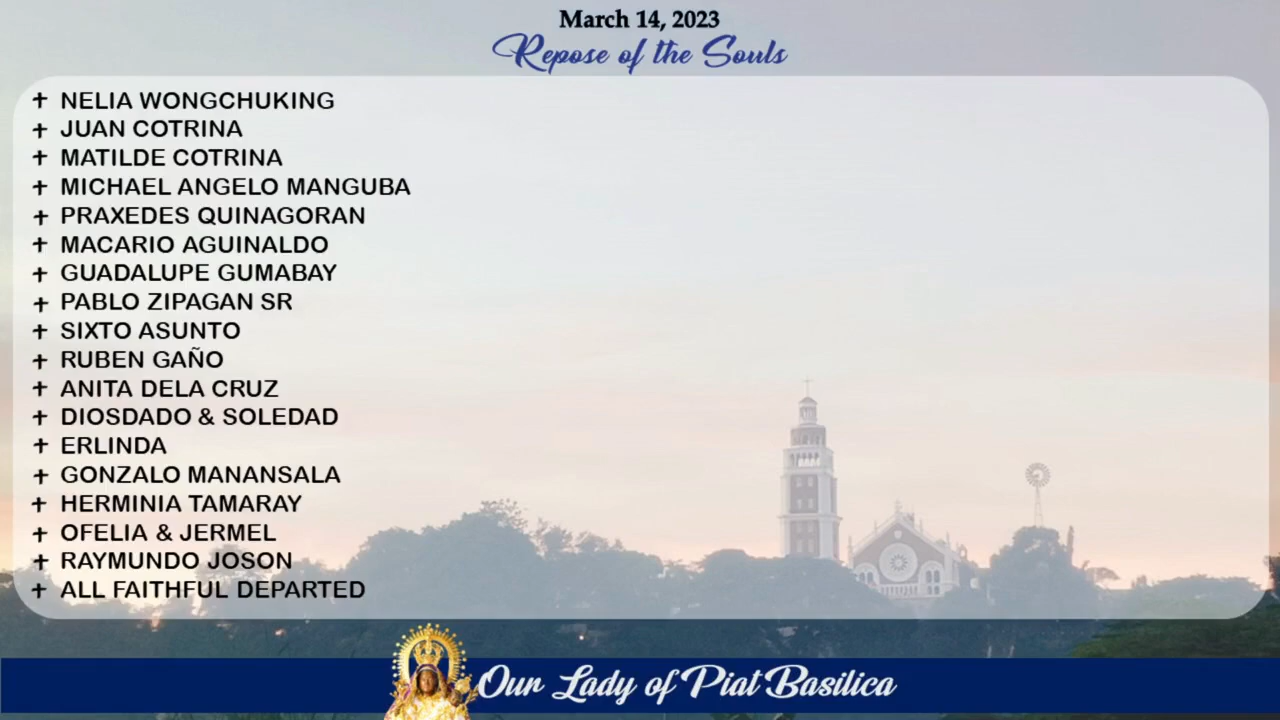 March 14, 2023
Repose of the Souls
✝ NELIA WONGCHUKING
✝ JUAN COTRINA
✝ MATILDE COTRINA
✝ MICHAEL ANGELO MANGUBA
✝ PRAXEDES QUINAGORAN
✝ MACARIO AGUINALDO
✝ GUADALUPE GUMABAY
✝ PABLO ZIPAGAN SR
✝ SIXTO ASUNTO
✝ RUBEN GAÑO
✝ ANITA DELA CRUZ
✝ DIOSDADO & SOLEDAD
✝ ERLINDA
✝ GONZALO MANANSALA
✝ HERMINIA TAMARAY
✝ OFELIA & JERMEL
✝ RAYMUNDO JOSON
✝ ALL FAITHFUL DEPARTED
Our Lady of Piat Basilica